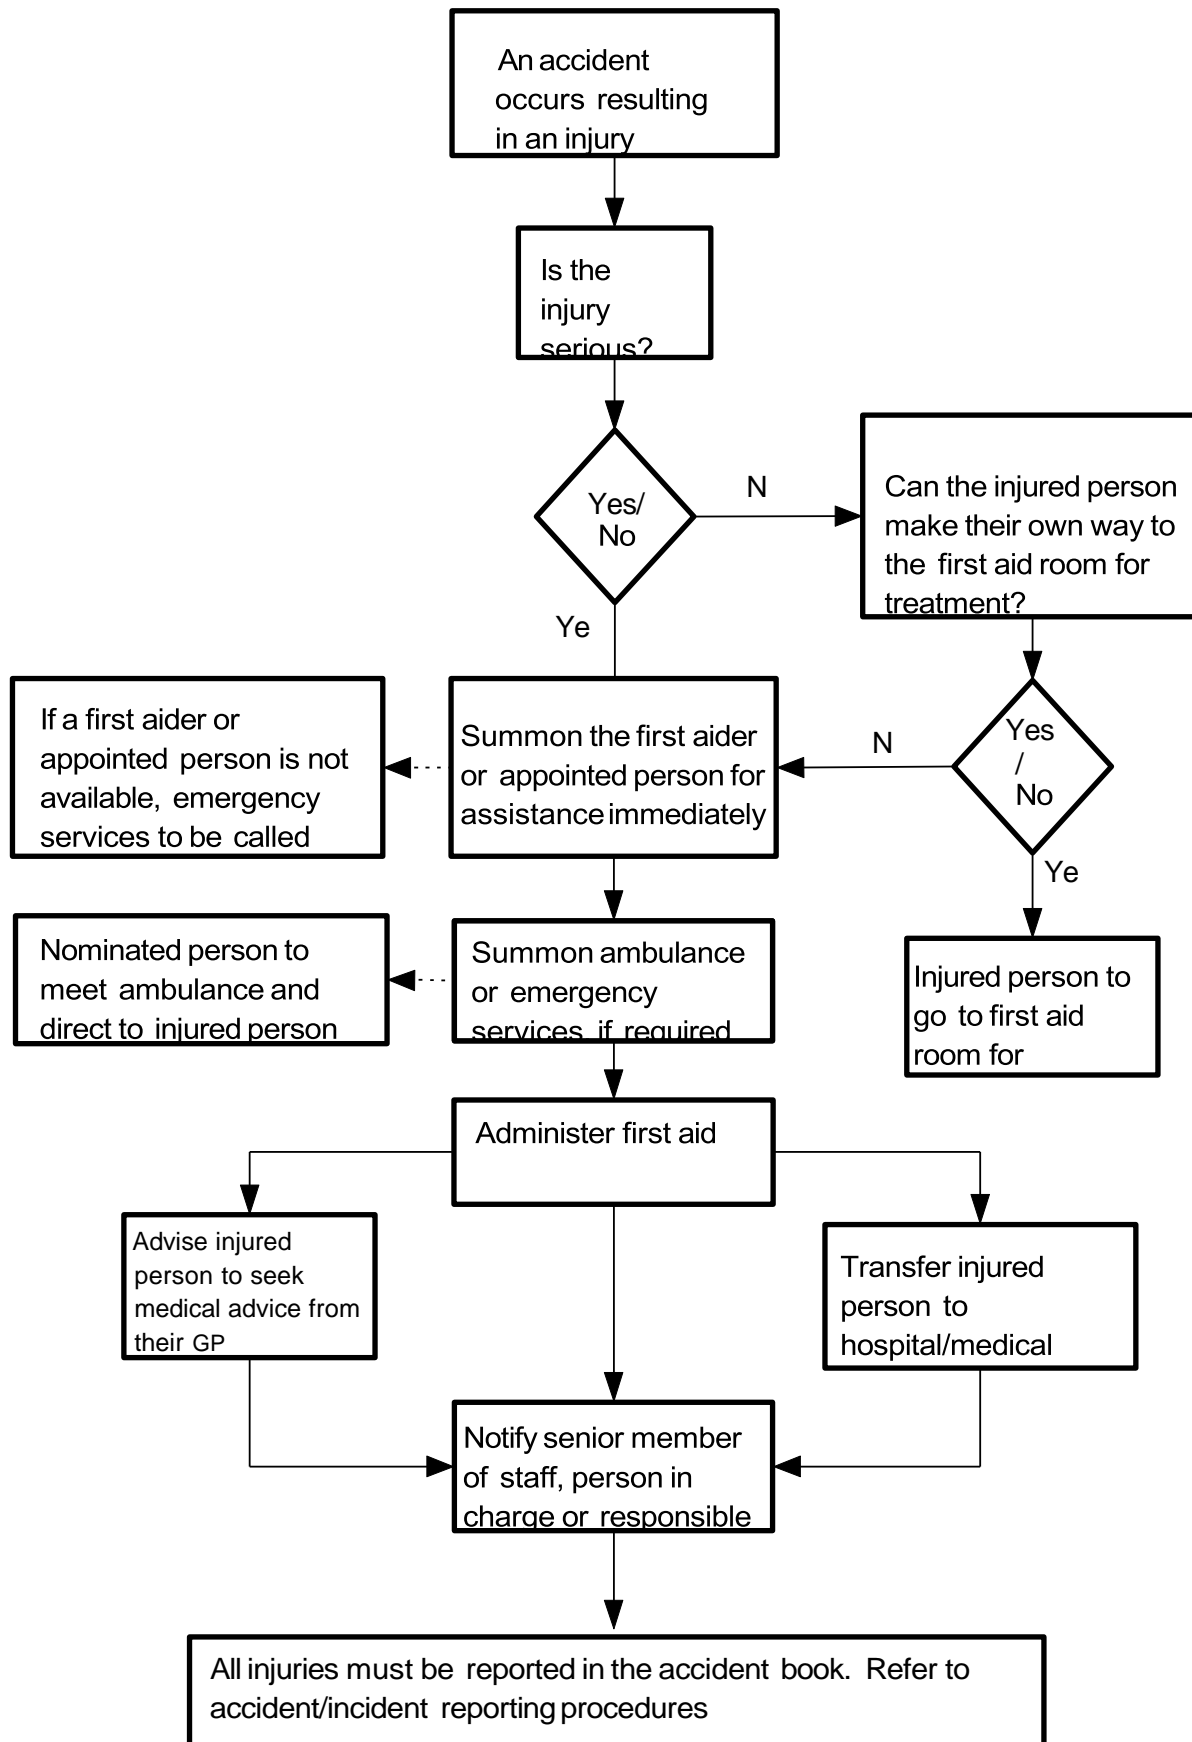 An accident
occurs resulting
in an injury
Is the
injury
serious?
Yes/
No
N
Can the injured person
make their own way to
the first aid room for
treatment?
Ye
Yes
/
No
N
Ye
If a first aider or
appointed person is not
available, emergency
services to be called
Summon the first aider
or appointed person for
assistance immediately
Nominated person to
meet ambulance and
direct to injured person
Summon ambulance
or emergency
services if required
Injured person to
go to first aid
room for
Administer first aid
Advise injured
person to seek
medical advice from
their GP
Transfer injured
person to
hospital/medical
Notify senior member
of staff, person in
charge or responsible
All injuries must be reported in the accident book. Refer to
accident/incident reporting procedures